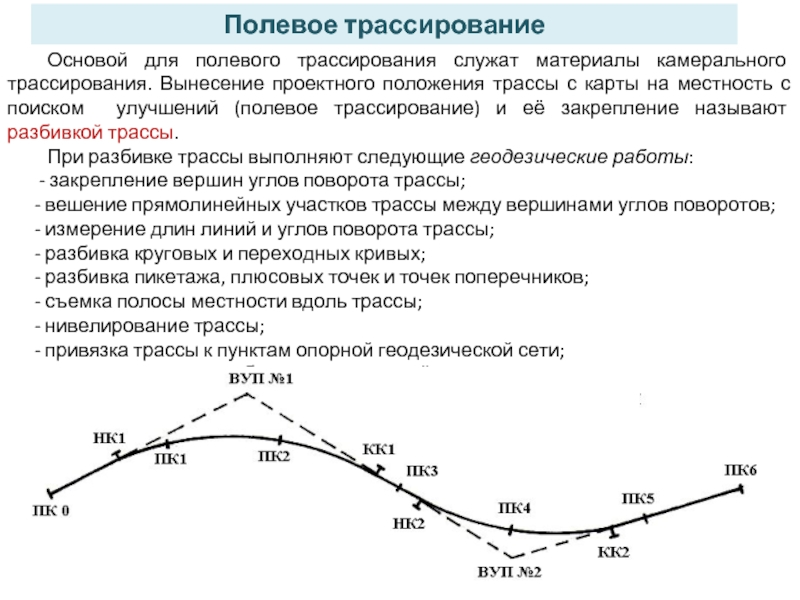 Полевое трассирование
Основой для полевого трассирования служат материалы камерального
трассирования. Вынесение проектного положения трассы с карты на местность с
поиском улучшений (полевое трассирование) и её закрепление называют
разбивкой трассы.
При разбивке трассы выполняют следующие геодезические работы:
- закрепление вершин углов поворота трассы;
- вешение прямолинейных участков трассы между вершинами углов поворотов;
- измерение длин линий и углов поворота трассы;
- разбивка круговых и переходных кривых;
- разбивка пикетажа, плюсовых точек и точек поперечников;
- съемка полосы местности вдоль трассы;
- нивелирование трассы;
- привязка трассы к пунктам опорной геодезической сети;
ВУП №1
НК1
ПК1
ПК2
КК1
ПК3
ПК6
ПК 0
НК2
ПК4
ПК5
КК2
ВУП №2